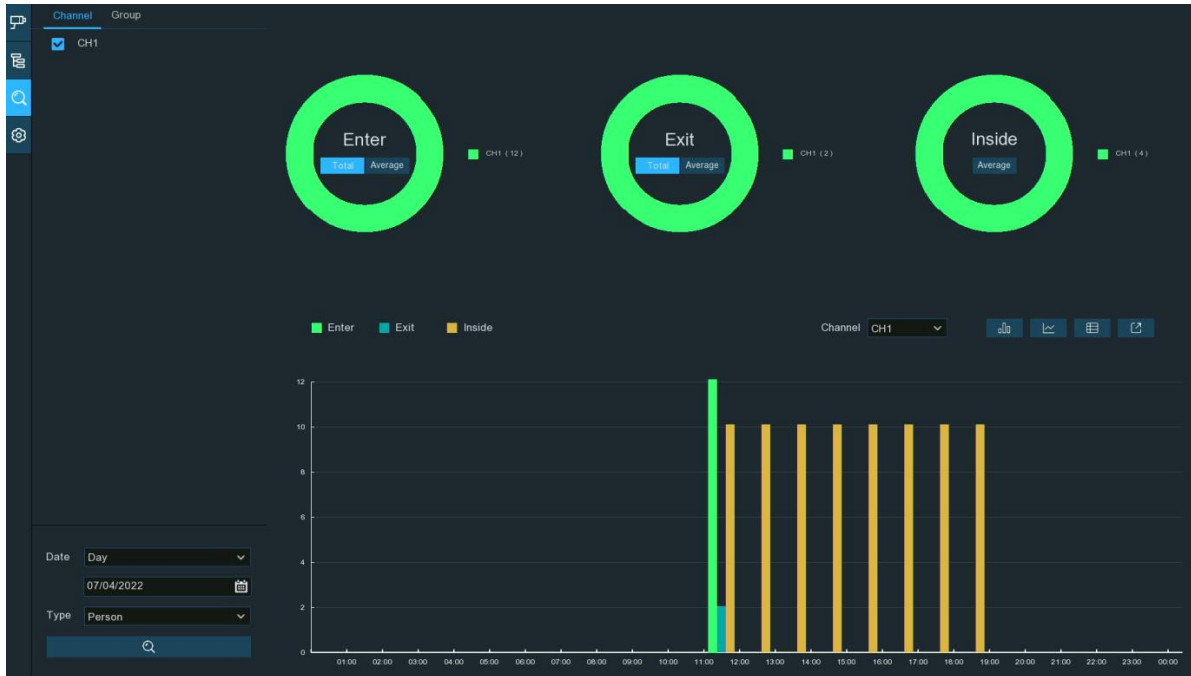 Channel Group
CH1
Enter
Total Average
CH1 ( 12 )
Exit
Total Average
CH1 ( 2 )
Inside
Average
CH1 ( 4 )
Enter Exit Inside
Channel CH1
12
10
8
6
4
2
0
01:00 02:00 03:00 04:00 05:00 06:00 07:00 08:00 09:00 10:00 11:00 12:00 13:00 14:00 15:00 16:00 17:00 18:00 19:00 20:00 21:00 22:00 23:00 00:00
Date Day
07/04/2022
Type Person